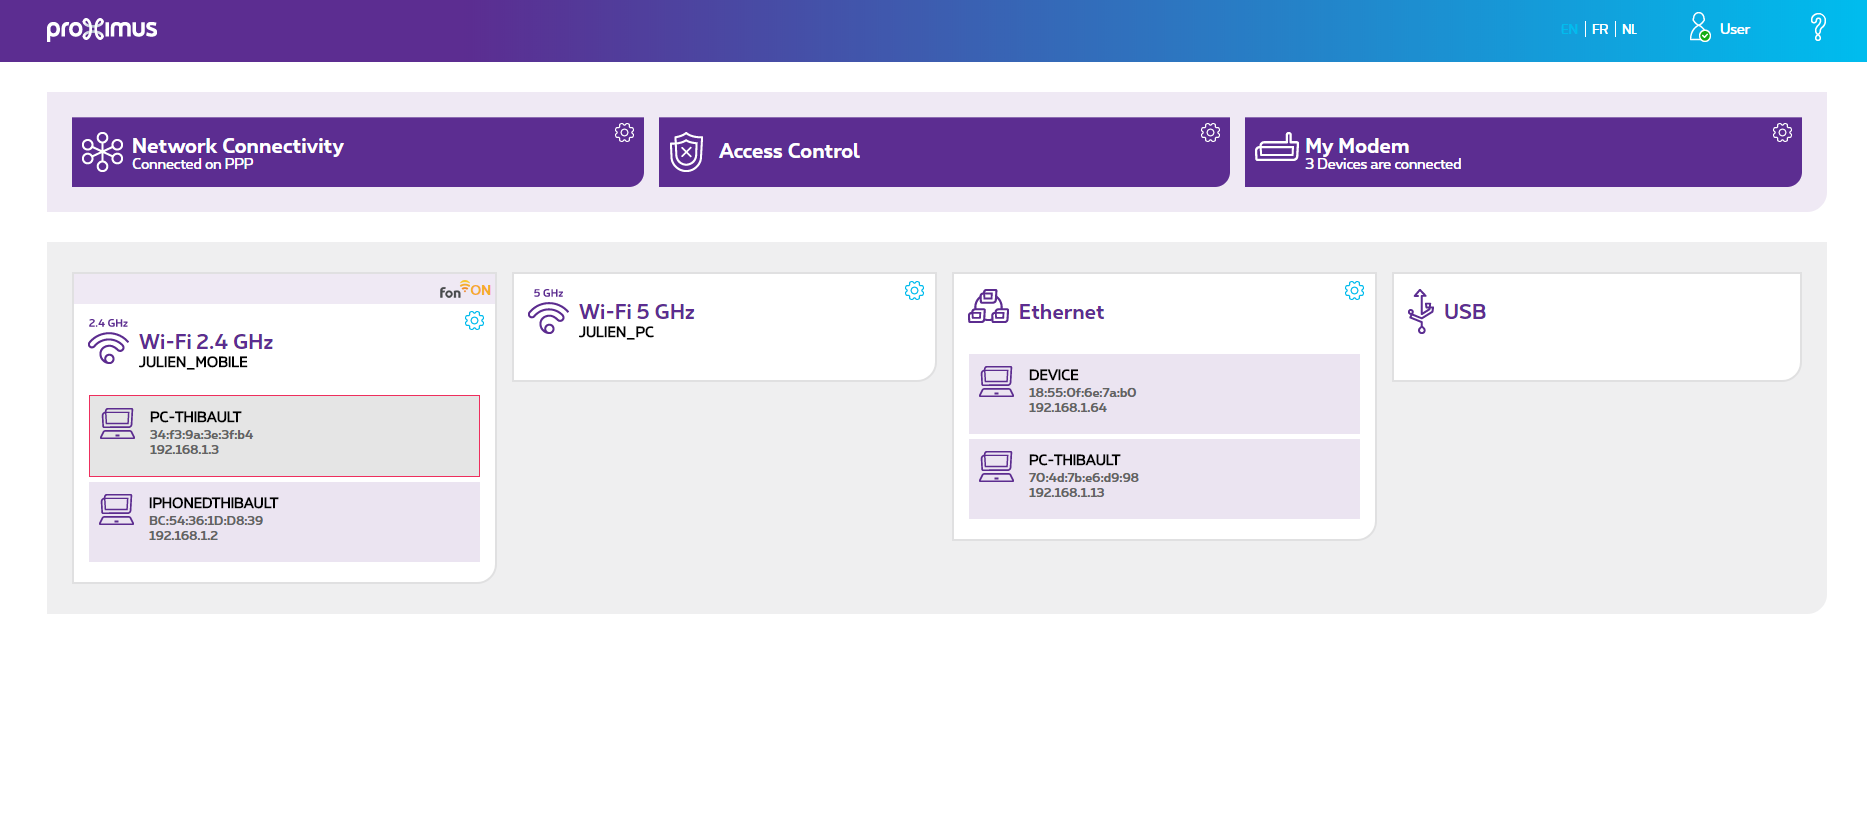 proximus
EN | FR | NL
User
Network Connectivity
Connected on PPP
Access Control
My Modem
3 Devices are connected
fon ON
2.4 GHz
Wi-Fi 2.4 GHz
JULIEN_MOBILE
PC-THIBAULT
34:f3:9a:3e:3f:b4
192.168.1.3
IPHONEDTHIBAULT
BC:54:36:1D:D8:39
192.168.1.2
5 GHz
Wi-Fi 5 GHz
JULIEN_PC
Ethernet
DEVICE
18:55:0f:6e:7a:b0
192.168.1.64
PC-THIBAULT
70:4d:7b:e6:d9:98
192.168.1.13
USB